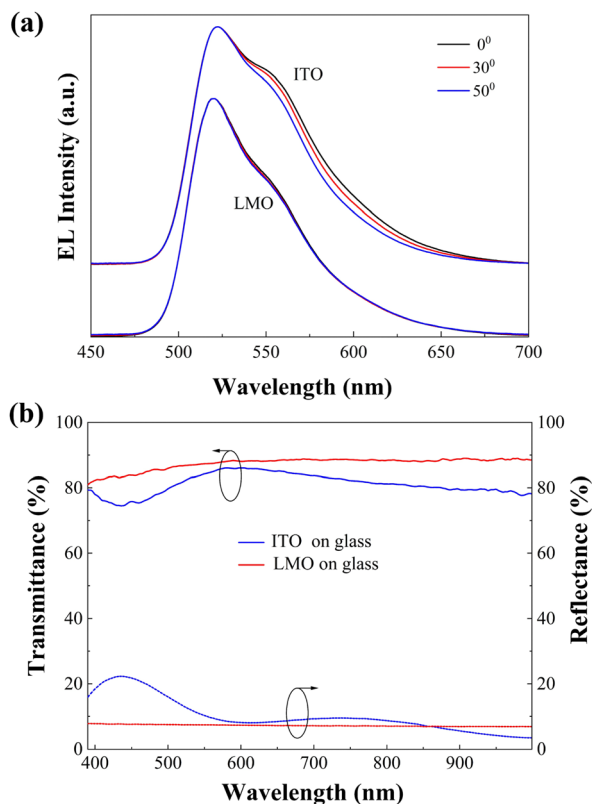 (a)
ITO
LMO
0⁰
30⁰
50⁰
EL Intensity (a.u.)
450 500 550 600 650 700
Wavelength (nm)
(b)
100 100
80 80
60 60
40 40
20 20
0 0
ITO on glass
LMO on glass
Transmittance (%)
Reflectance (%)
400 500 600 700 800 900
Wavelength (nm)